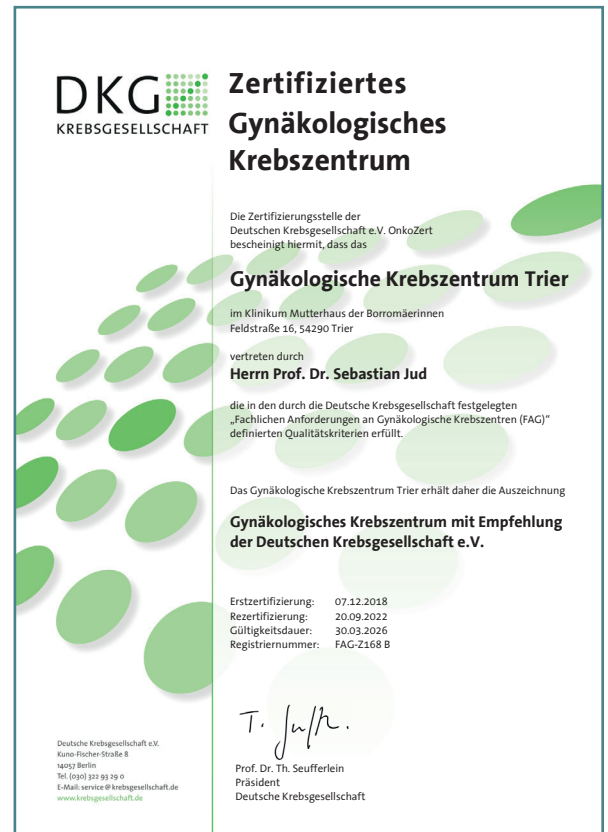 DKG
KREBSGESELLSCHAFT
Zertifiziertes
Gynäkologisches
Krebszentrum
Die Zertifizierungsstelle der
Deutschen Krebsgesellschaft e.V. OnkoZert
bescheinigt hiermit, dass das
Gynäkologische Krebszentrum Trier
im Klinikum Mutterhaus der Borromäerinnen
Feldstraße 16, 54290 Trier
vertreten durch
Herrn Prof. Dr. Sebastian Jud
die in den durch die Deutsche Krebsgesellschaft festgelegten
„Fachlichen Anforderungen an Gynäkologische Krebszentren (FAG)“
definierten Qualitätskriterien erfüllt.
Das Gynäkologische Krebszentrum Trier erhält daher die Auszeichnung
Gynäkologisches Krebszentrum mit Empfehlung
der Deutschen Krebsgesellschaft e.V.
Erstzertifizierung: 07.12.2018
Rezertifizierung: 20.09.2022
Gültigkeitsdauer: 30.03.2026
Registriernummer: FAG-Z168 B
T.
Prof. Dr. Th. Seufferlein
Präsident
Deutsche Krebsgesellschaft
Deutsche Krebsgesellschaft e.V.
Kuno-Fischer-Straße 8
14057 Berlin
Tel. (030) 322 93 29 0
E-Mail: service@krebsgesellschaft.de
www.krebsgesellschaft.de